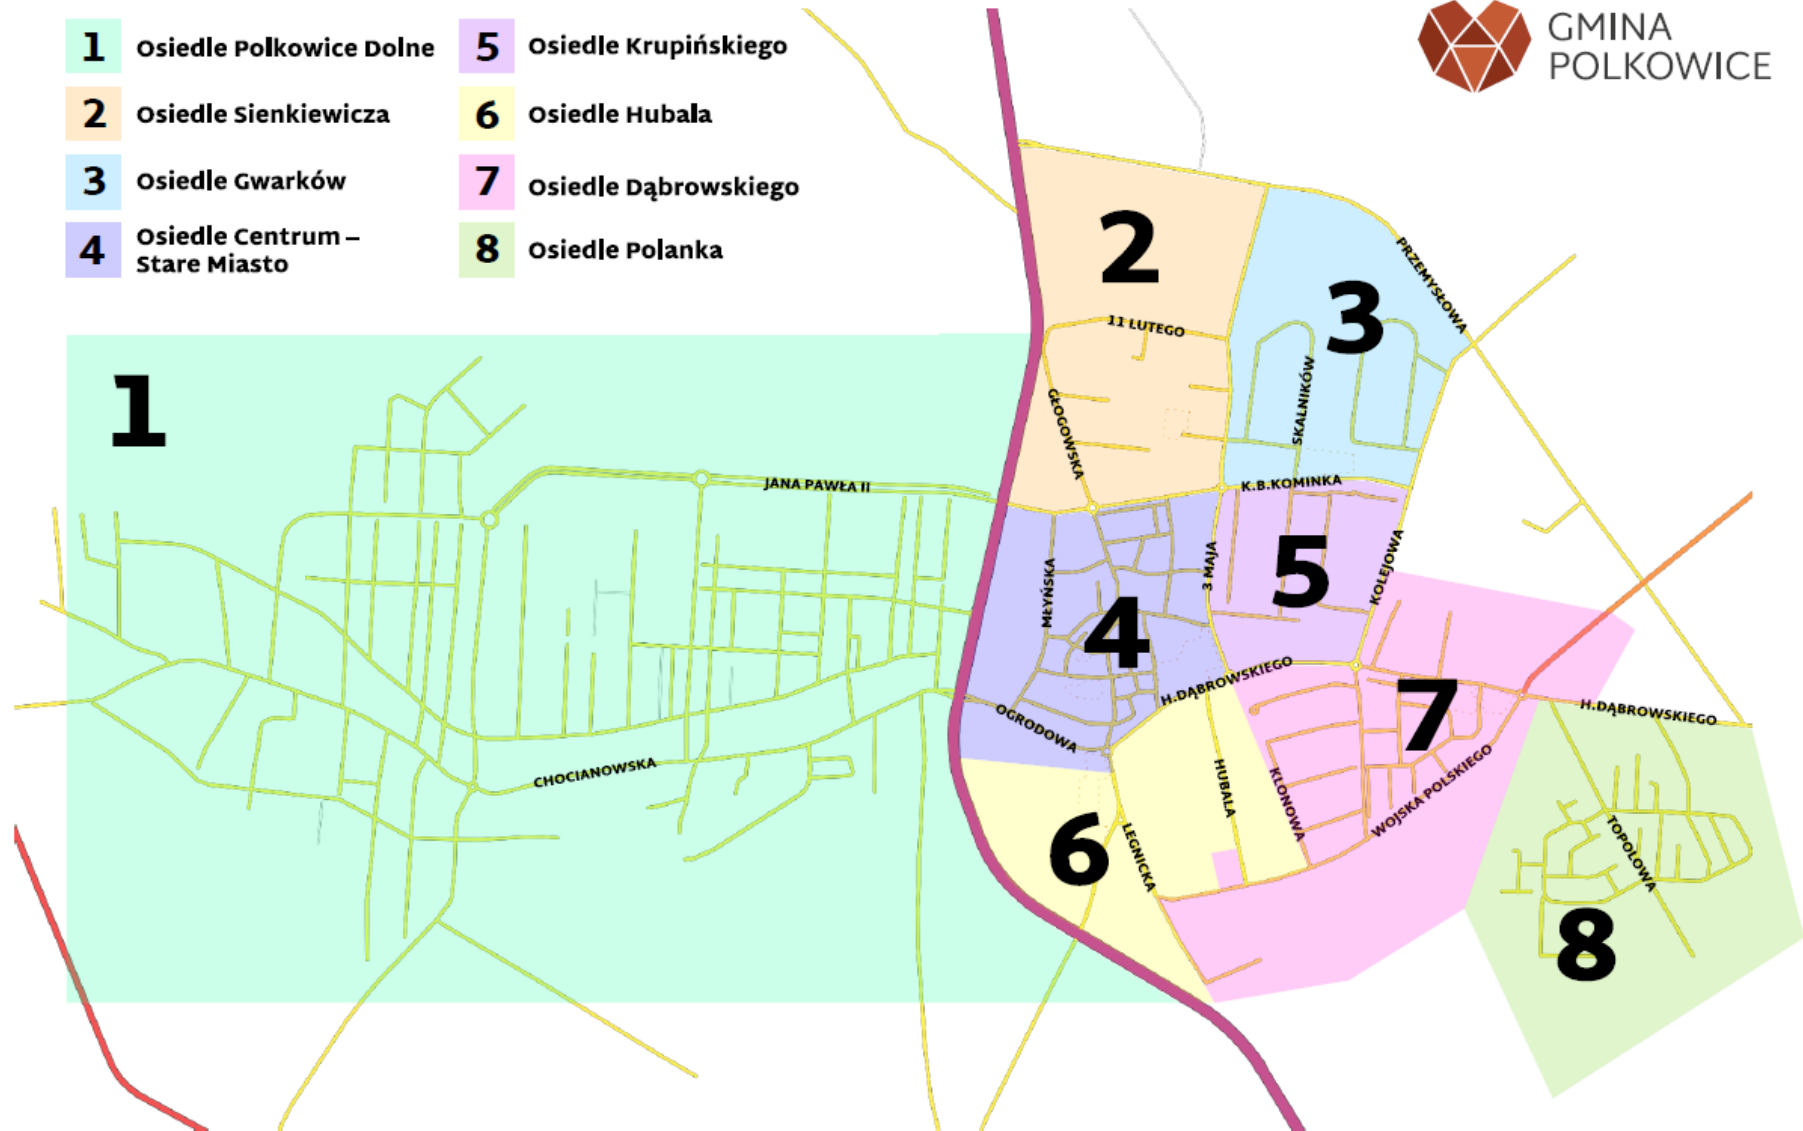 1 Osiedle Polkowice Dolne
2 Osiedle Sienkiewicza
3 Osiedle Gwarków
4 Osiedle Centrum –
Stare Miasto
5 Osiedle Krupińskiego
6 Osiedle Hubala
7 Osiedle Dąbrowskiego
8 Osiedle Polanka
GMINA
POLKOWICE
2
3
PRZEMYSŁOWA
11 LUTEGO
1
SKALNIKÓW
GŁOGOWSKA
JANA PAWŁA II
K.B.KOMINKA
5
3 MAJA
KOLEJOWA
MŁYŃSKA
4
H.DĄBROWSKIEGO
7
H.DĄBROWSKIEGO
OGRODOWA
CHOCIANOWSKA
HUBALA
KLONOWA
WOJSKA POLSKIEGO
6
LEGNICKA
TOPOLOWA
8